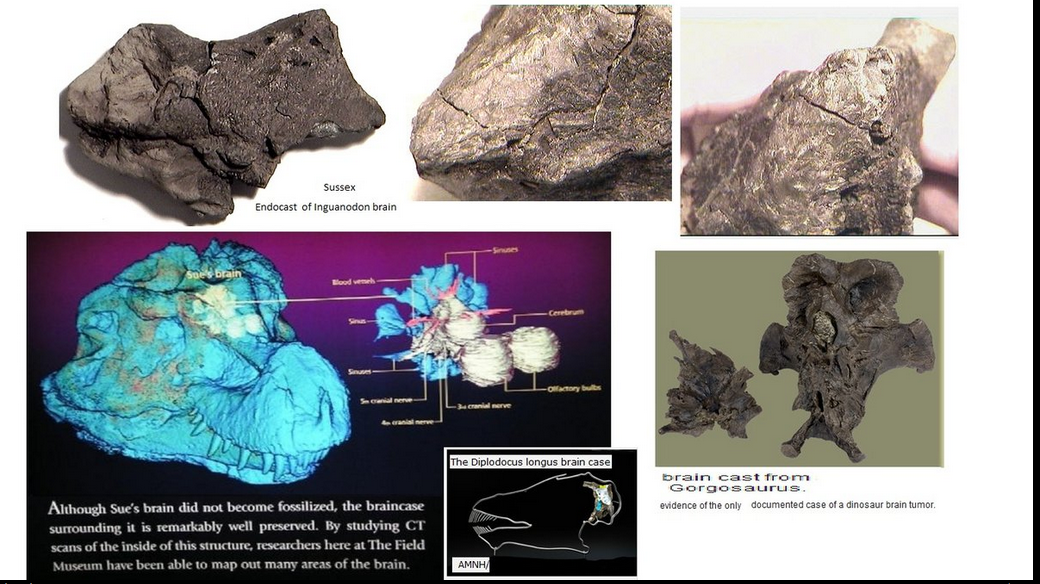 Sussex
Endocast of Inguanodon brain
Sue's brain
Sinuses
Blood vessels
Sinus
Cerebrum
Sinuses
Olfactory bulbs
5th cranial nerve
3rd cranial nerve
4th cranial nerve
Although Sue's brain did not become fossilized, the braincase
surrounding it is remarkably well preserved. By studying CT
scans of the inside of this structure, researchers here at The Field
Museum have been able to map out many areas of the brain.
The Diplodocus longus brain case
AMNH/
brain cast from
Gorgosaurus.
evidence of the only documented case of a dinosaur brain tumor.